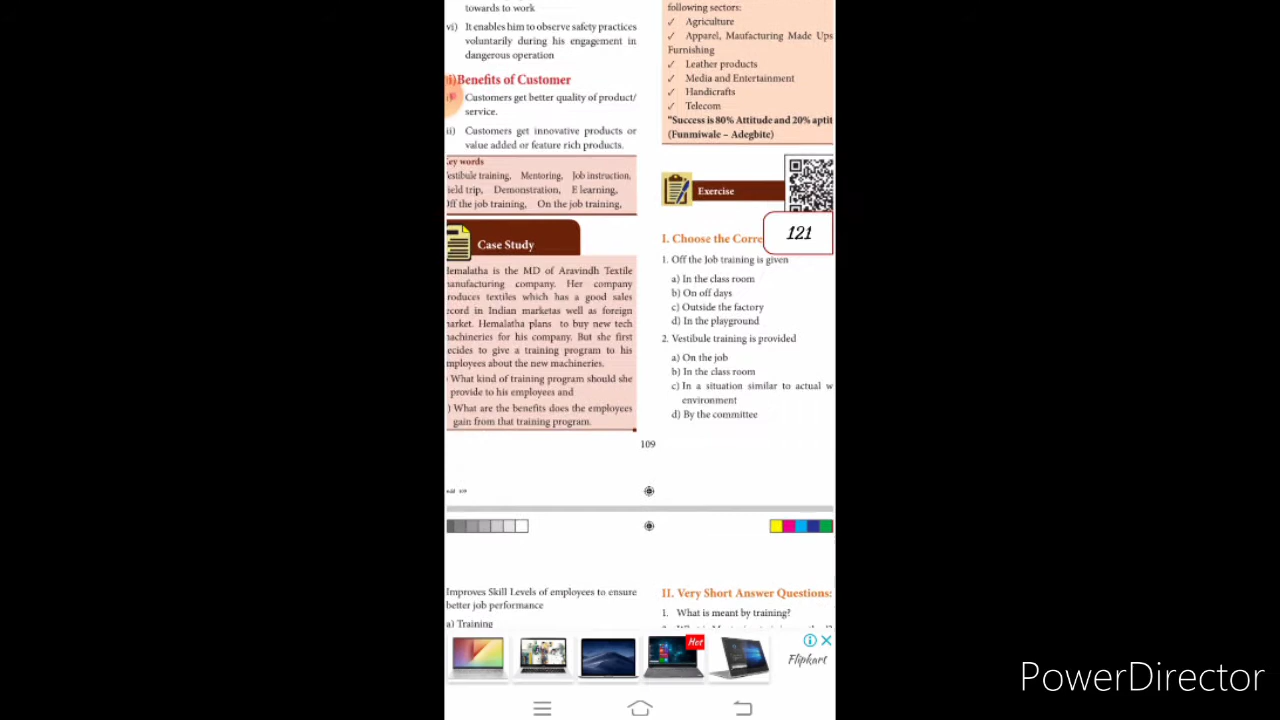 towards to work
vi) It enables him to observe safety practices
voluntarily during his engagement in
dangerous operation
Benefits of Customer
Customers get better quality of product/
service.
ii) Customers get innovative products or
value added or feature rich products.
ey words
estibule training, Mentoring, Job instruction,
ield trip, Demonstration, E learning,
Off the job training, On the job training,
Case Study
Hemalatha is the MD of Aravindh Textile
anufacturing company. Her company
roduces textiles which has a good sales
ecord in Indian marketas well as foreign
arket. Hemalatha plans to buy new tech
achineries for his company. But she first
ecides to give a training program to his
mployees about the new machineries.
What kind of training program should she
provide to his employees and
) What are the benefits does the employees
gain from that training program.
following sectors:
✓ Agriculture
✓ Apparel, Maufacturing Made Ups
Furnishing
✓ Leather products
✓ Media and Entertainment
✓ Handicrafts
✓ Telecom
"Success is 80% Attitude and 20% aptit
(Funmiwale – Adegbite)
Exercise
121
I. Choose the Corre
1. Off the Job training is given
a) In the class room
b) On off days
c) Outside the factory
d) In the playground
2. Vestibule training is provided
a) On the job
b) In the class room
c) In a situation similar to actual w
environment
d) By the committee
109
Improves Skill Levels of employees to ensure
better job performance
a) Training
II. Very Short Answer Questions:
1. What is meant by training?
Hot
Flipkart
PowerDirector